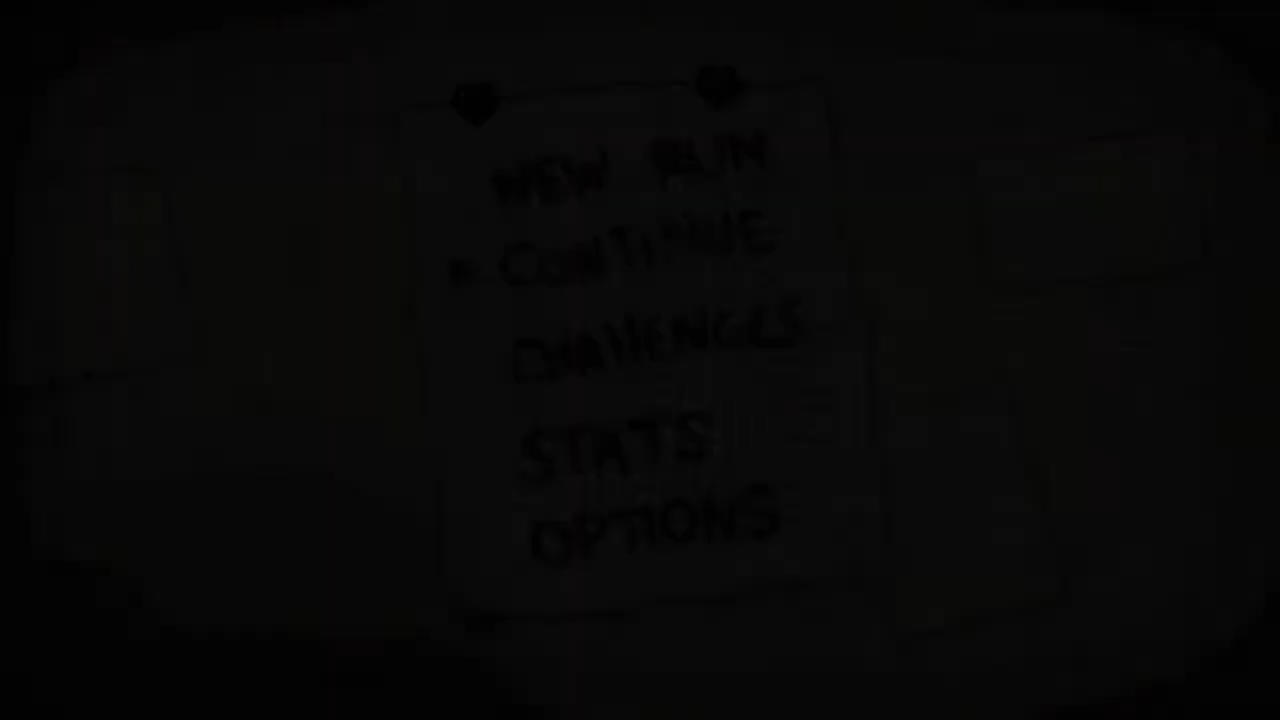 NEW RUN
CONTINUE
CHALLENGES
STATS
OPTIONS